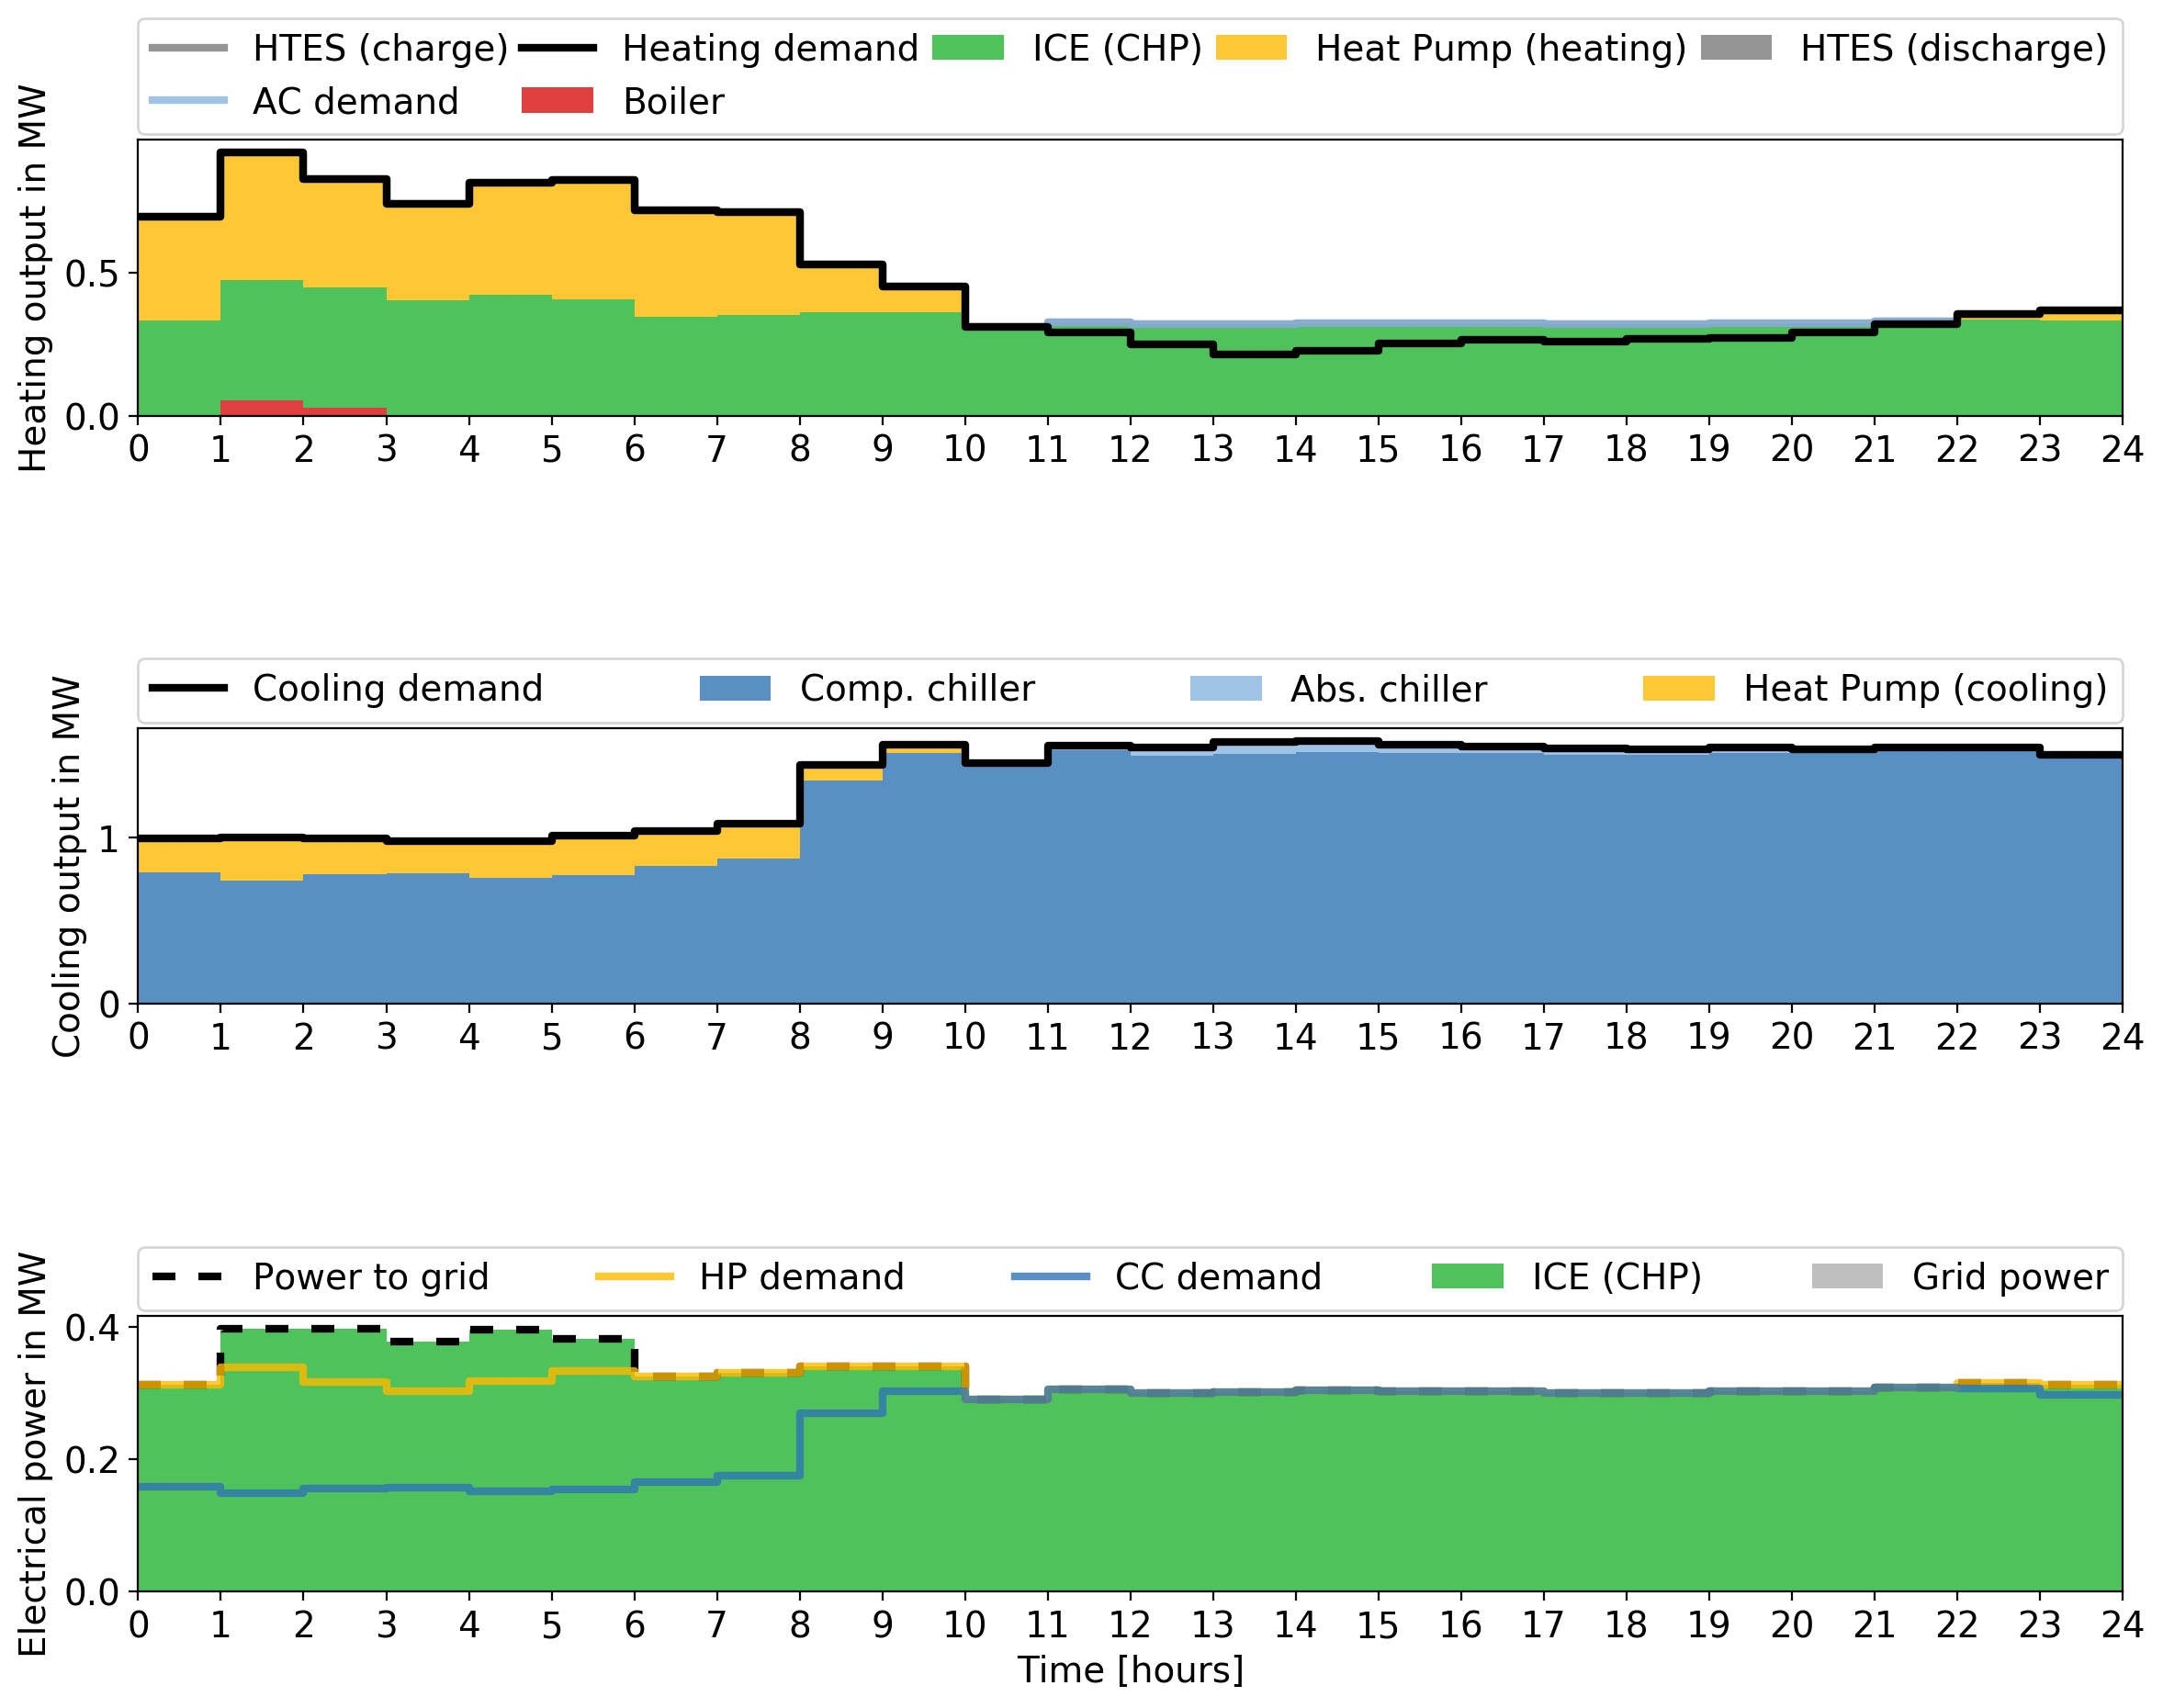 HTES (charge) Heating demand ICE (CHP) Heat Pump (heating) HTES (discharge)
AC demand Boiler
Heating output in MW
0.5
0.0
0 1 2 3 4 5 6 7 8 9 10 11 12 13 14 15 16 17 18 19 20 21 22 23 24
Cooling demand Comp. chiller Abs. chiller Heat Pump (cooling)
Cooling output in MW
1
0
0 1 2 3 4 5 6 7 8 9 10 11 12 13 14 15 16 17 18 19 20 21 22 23 24
Power to grid HP demand CC demand ICE (CHP) Grid power
Electrical power in MW
0.4
0.2
0.0
0 1 2 3 4 5 6 7 8 9 10 11 12 13 14 15 16 17 18 19 20 21 22 23 24
Time [hours]